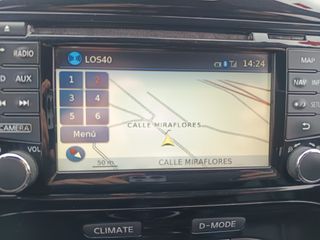 LOS40
14:24
RADIO
MAP
1 2
AUX
NAV
3 4
5 6
CAMERA
CALLE MIRAFLORES
Menú
VOL
50 m
CALLE MIRAFLORES
CLIMATE
D-MODE